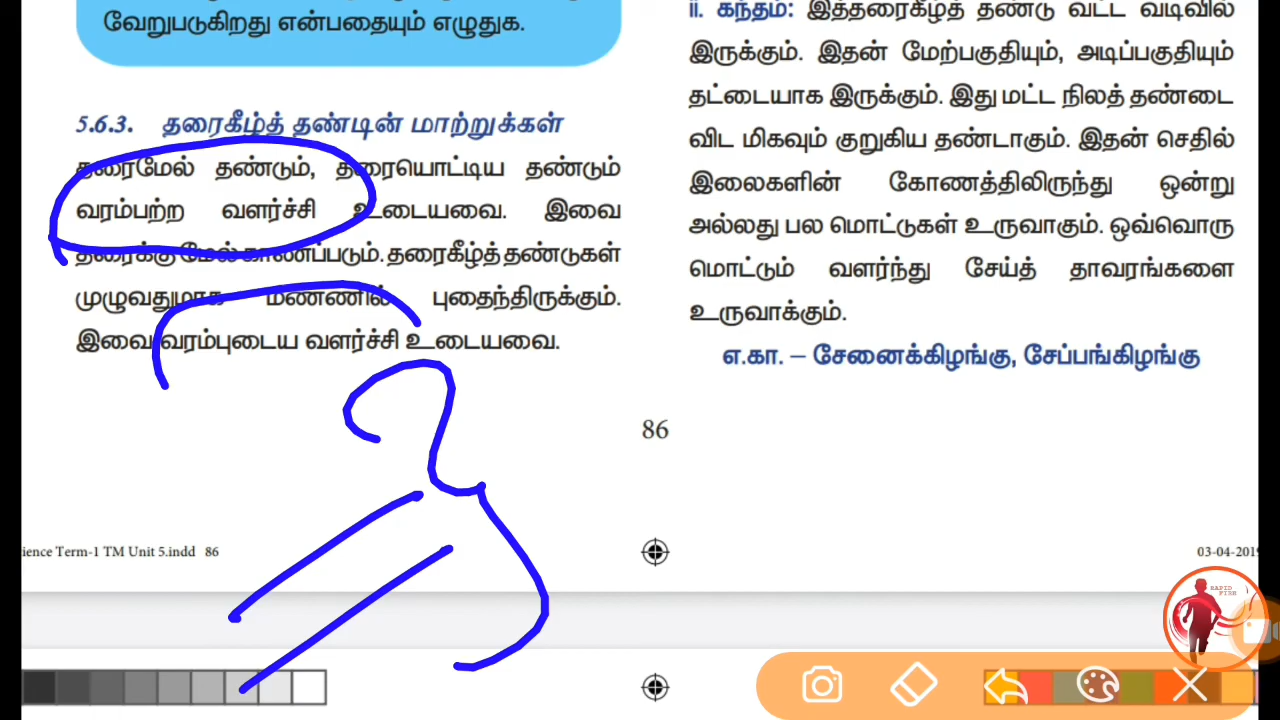 வேறுபடுகிறது என்பதையும் எழுதுக.
5.6.3. தரைகீழ்த் தண்டின் மாற்றுக்கள்
தரைமேல் தண்டும், தரையொட்டிய தண்டும்
வரம்பற்ற வளர்ச்சி உடையவை. இவை
தரைக்கு மேல் காணப்படும். தரைகீழ்த் தண்டுகள்
முழுவதுமாக மண்ணில் புதைந்திருக்கும்.
இவை வரம்புடைய வளர்ச்சி உடையவை.
ii. கந்தம்: இத்தரைகீழ்த் தண்டு வட்ட வடிவில்
இருக்கும். இதன் மேற்பகுதியும், அடிப்பகுதியும்
தட்டையாக இருக்கும். இது மட்ட நிலத் தண்டை
விட மிகவும் குறுகிய தண்டாகும். இதன் செதில்
இலைகளின் கோணத்திலிருந்து ஒன்று
அல்லது பல மொட்டுகள் உருவாகும். ஒவ்வொரு
மொட்டும் வளர்ந்து சேய்த் தாவரங்களை
உருவாக்கும்.
எ.கா. – சேனைக்கிழங்கு, சேப்பங்கிழங்கு
86
ience Term-1 TM Unit 5.indd 86
03-04-2019
RAPID